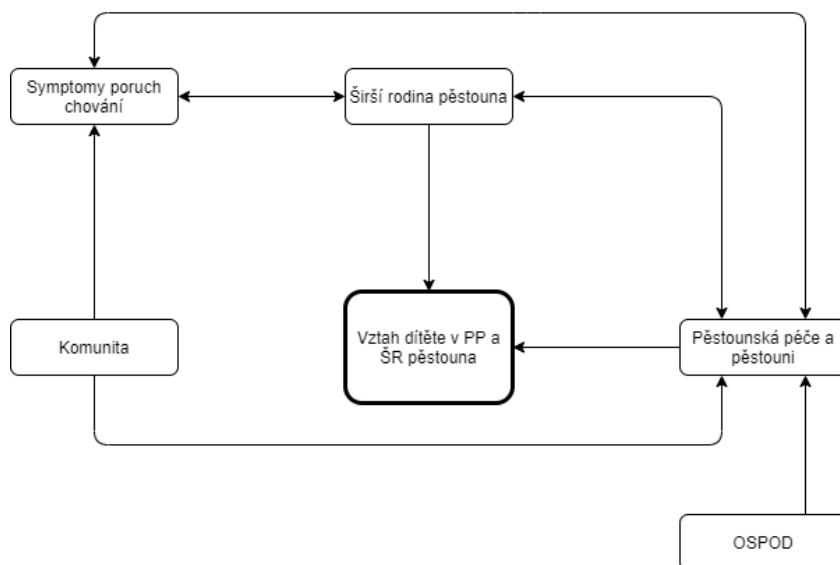 Symptomy poruch
chování
Širší rodina pěstouna
Komunita
Vztah dítěte v PP a
ŠR pěstouna
Pěstounská péče a
pěstouni
OSPOD